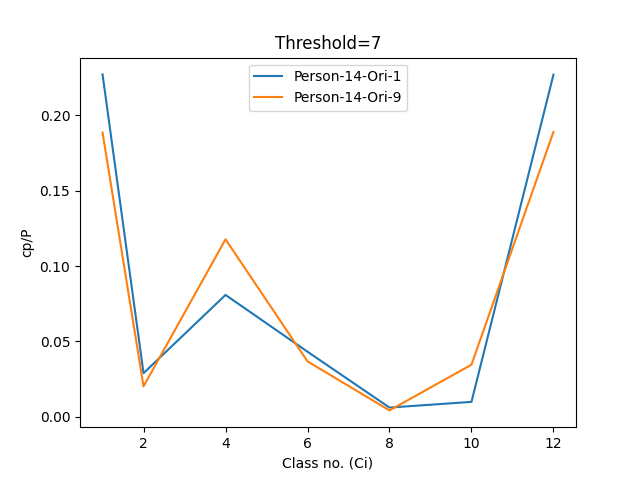 Threshold=7
Person-14-Ori-1
Person-14-Ori-9
cp/P
0.20
0.15
0.10
0.05
0.00
2 4 6 8 10 12
Class no. (Ci)